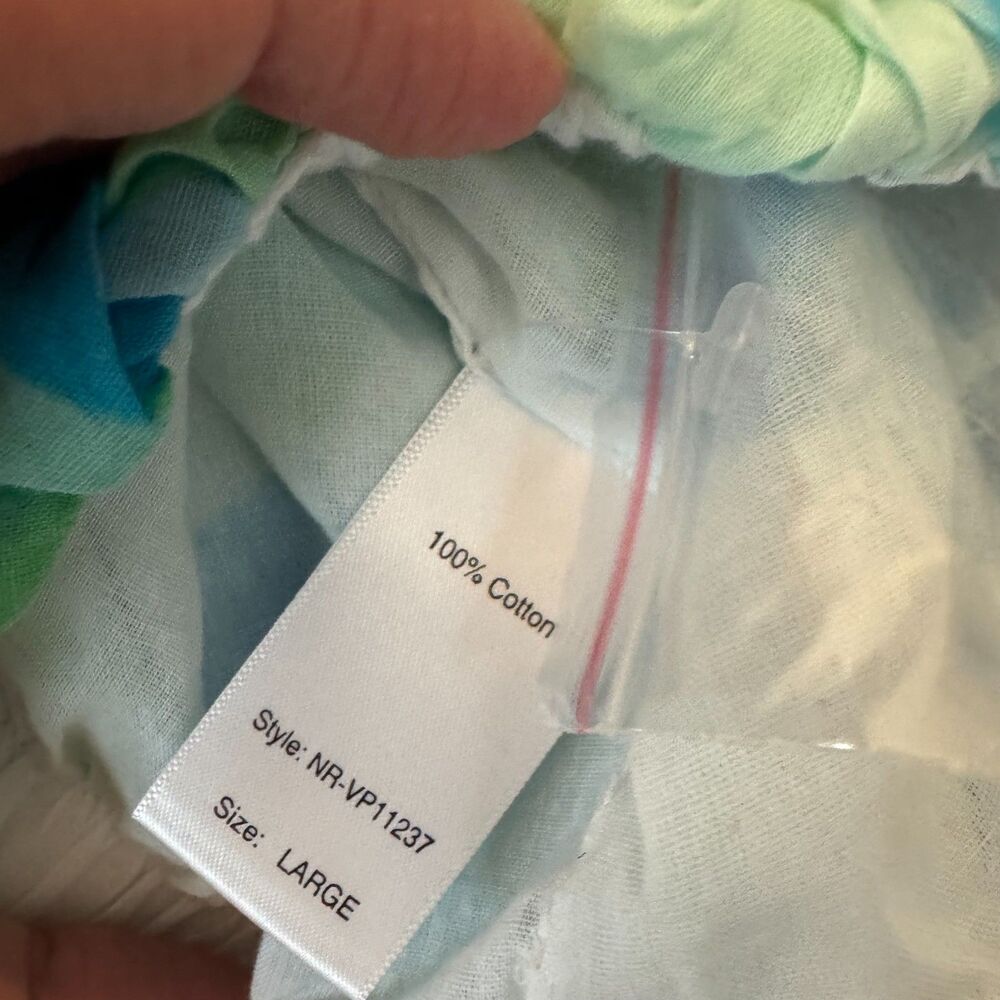 100% Cotton
Style: NR-VP11237
Size: LARGE